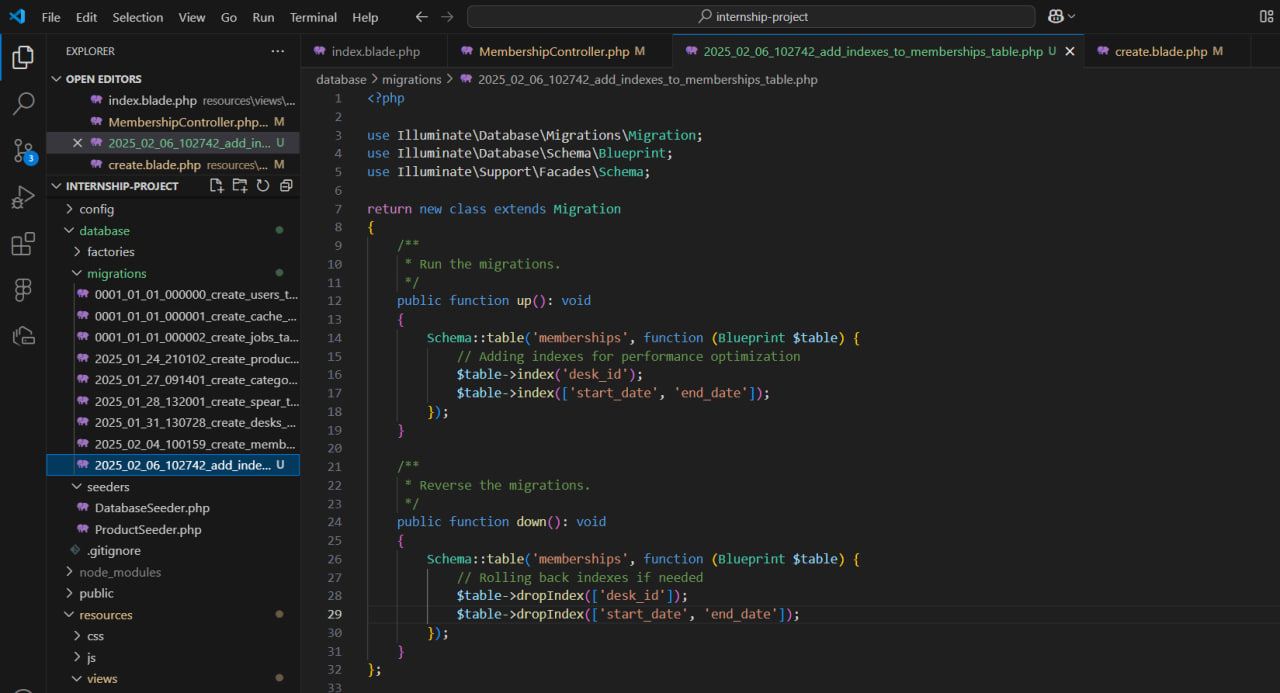 File Edit Selection View Go Run Terminal Help
internship-project
EXPLORER
OPEN EDITORS
index.blade.php resources\views\...
MembershipController.php... M
2025_02_06_102742_add_in... U
create.blade.php resources\... M
INTERNSHIP-PROJECT
config
database
factories
migrations
0001_01_01_000000_create_users_t...
0001_01_01_000001_create_cache_...
0001_01_01_000002_create_jobs_ta...
2025_01_24_210102_create_produc...
2025_01_27_091401_create_catego...
2025_01_28_132001_create_spear_t...
2025_01_31_130728_create_desks_...
2025_02_04_100159_create_memb...
2025_02_06_102742_add_inde... U
seeders
DatabaseSeeder.php
ProductSeeder.php
.gitignore
node_modules
public
resources
css
js
views
3
index.blade.php
MembershipController.php M
2025_02_06_102742_add_indexes_to_memberships_table.php U
create.blade.php M
database > migrations > 2025_02_06_102742_add_indexes_to_memberships_table.php
1 <?php
2
3 use Illuminate\Database\Migrations\Migration;
4 use Illuminate\Database\Schema\Blueprint;
5 use Illuminate\Support\Facades\Schema;
6
7 return new class extends Migration
8 {
9 /**
10 * Run the migrations.
11 */
12 public function up(): void
13 {
14 Schema::table('memberships', function (Blueprint $table) {
15 // Adding indexes for performance optimization
16 $table->index('desk_id');
17 $table->index(['start_date', 'end_date']);
18 });
19 }
20
21 /**
22 * Reverse the migrations.
23 */
24 public function down(): void
25 {
26 Schema::table('memberships', function (Blueprint $table) {
27 // Rolling back indexes if needed
28 $table->dropIndex(['desk_id']);
29 $table->dropIndex(['start_date', 'end_date']);
30 });
31 }
32 };
33